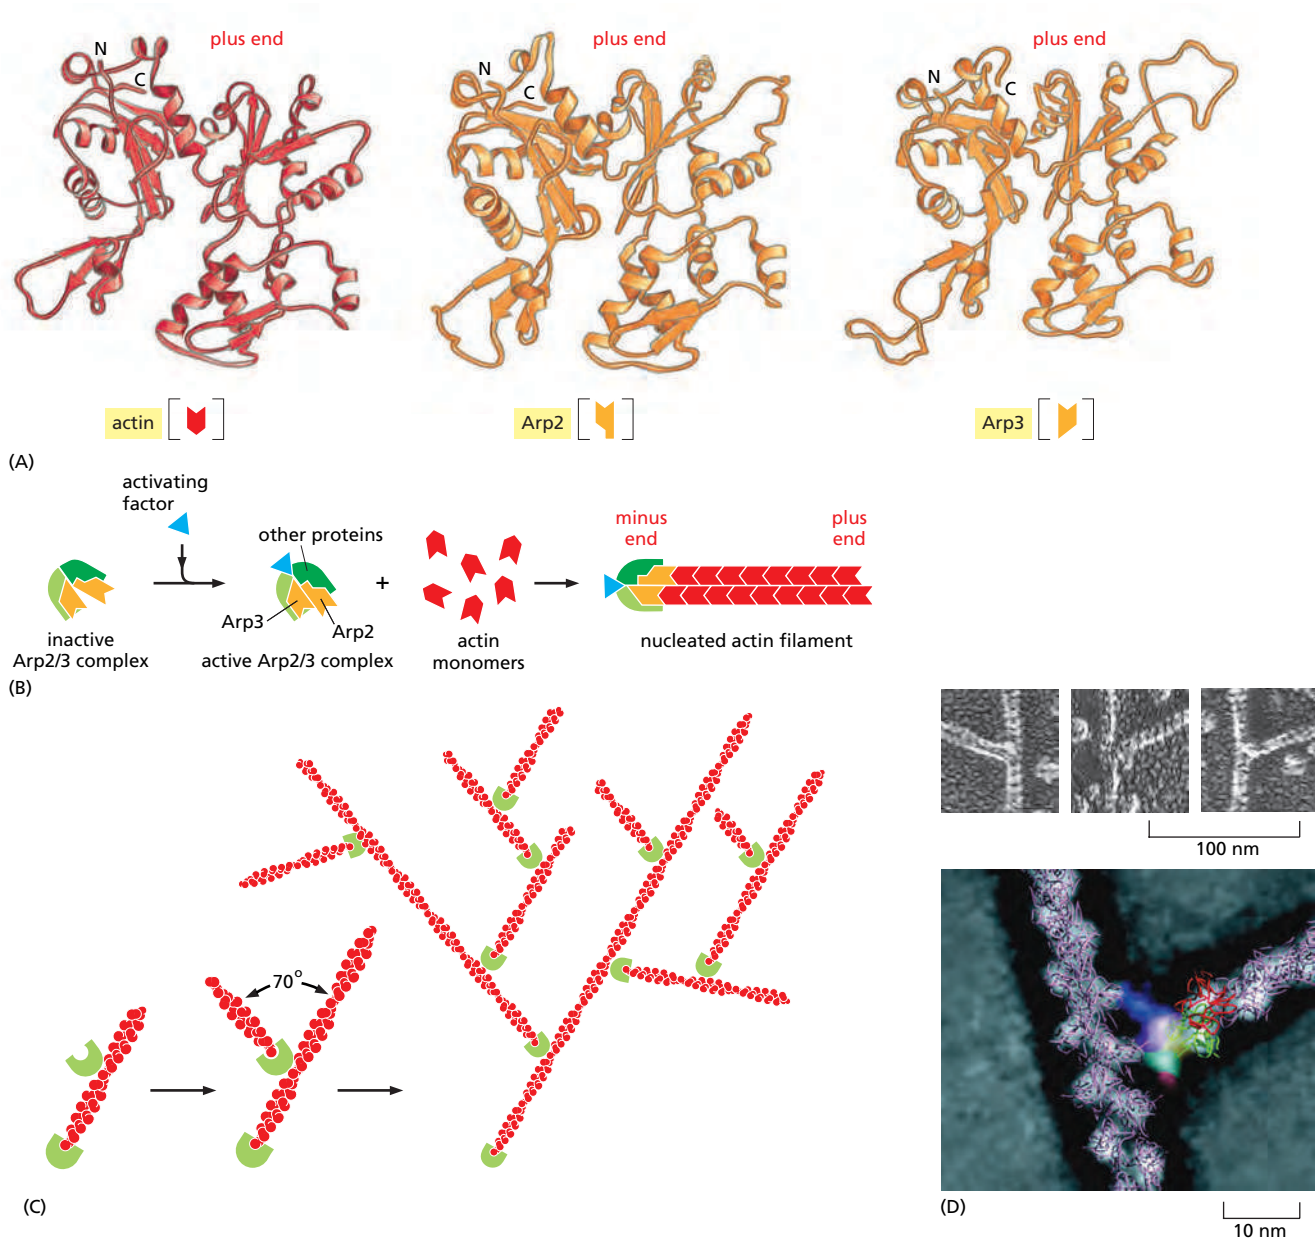 plus end
N
C
plus end
N
C
plus end
N
C
actin
Arp2
Arp3
(A)
activating
factor
other proteins
Arp3
Arp2
+
inactive
Arp2/3 complex
active Arp2/3 complex
actin
monomers
minus
end
plus
end
nucleated actin filament
(B)
70°
(C)
100 nm
(D)
10 nm